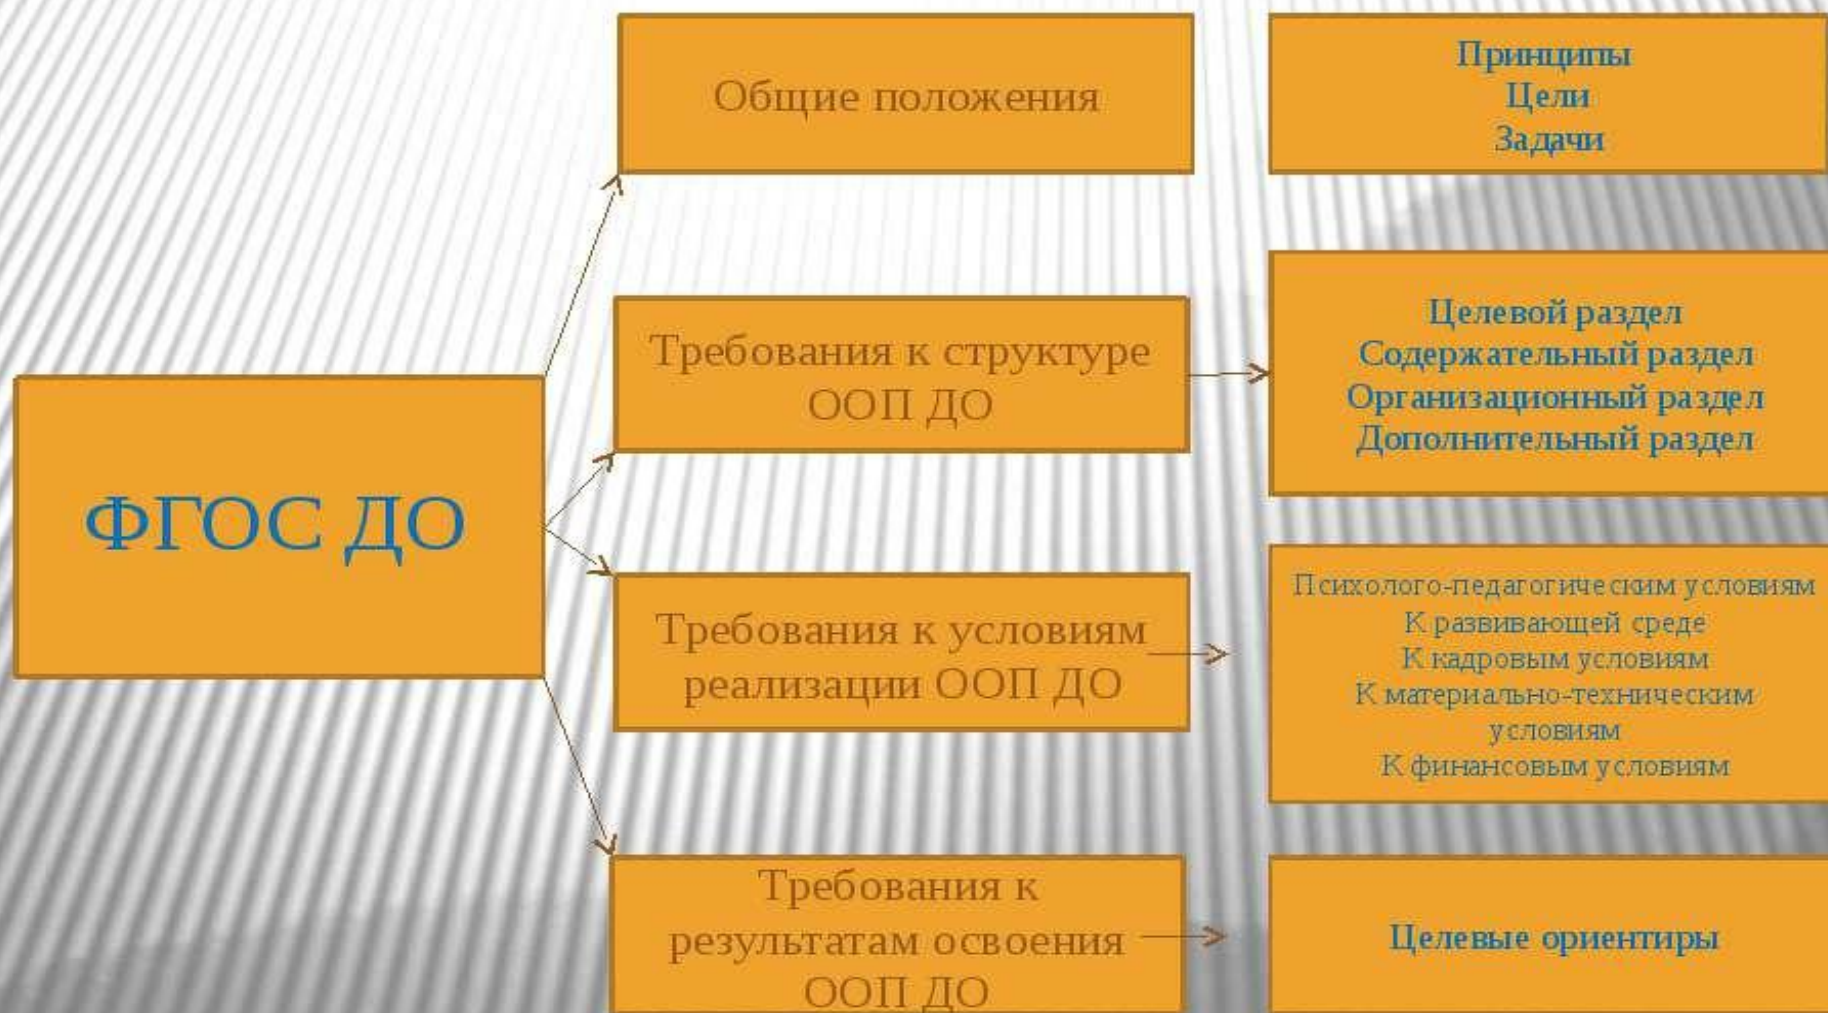 ФГОС ДО
Общие положения
Принципы
Цели
Задачи
Требования к структуре
ООП ДО
Целевой раздел
Содержательный раздел
Организационный раздел
Дополнительный раздел
Требования к условиям
реализации ООП ДО
Психолого-педагогическим условиям
К развивающей среде
К кадровым условиям
К материально-техническим
условиям
К финансовым условиям
Требования к
результатам освоения
ООП ДО
Целевые ориентиры